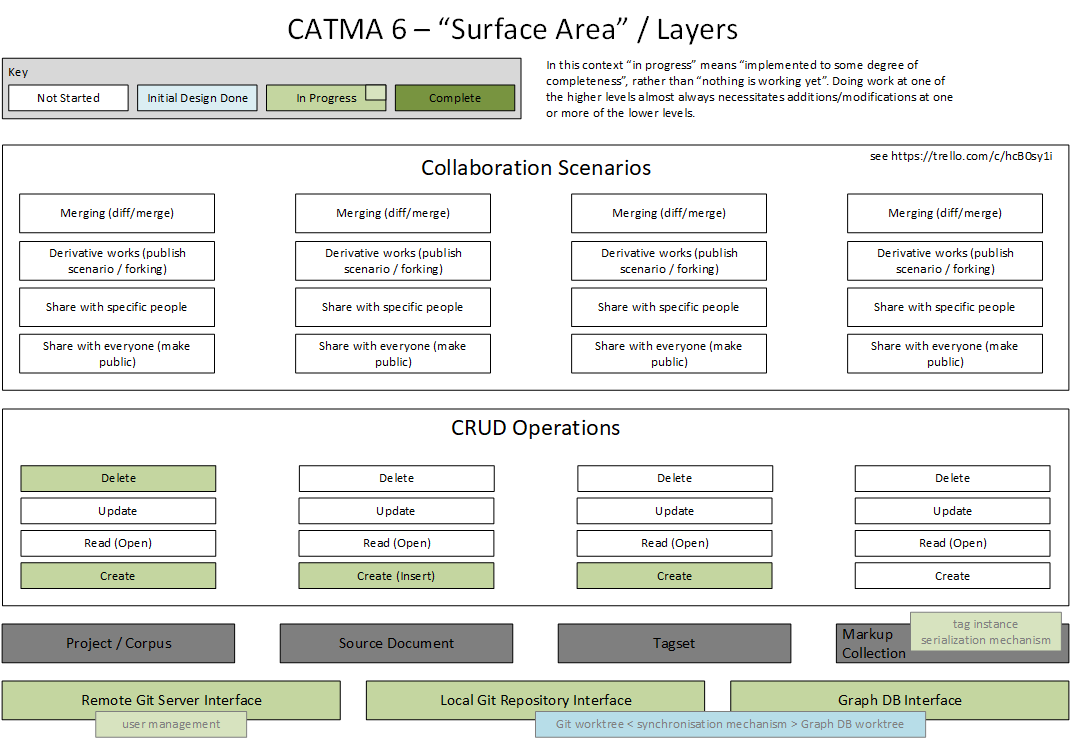 CATMA 6 – “Surface Area” / Layers
Key
Not Started
Initial Design Done
In Progress
Complete
In this context “in progress” means “implemented to some degree of
completeness”, rather than “nothing is working yet”. Doing work at one of
the higher levels almost always necessitates additions/modifications at one
or more of the lower levels.
see https://trello.com/c/hcB0sy1i
Collaboration Scenarios
Merging (diff/merge)
Merging (diff/merge)
Merging (diff/merge)
Merging (diff/merge)
Derivative works (publish
scenario / forking)
Derivative works (publish
scenario / forking)
Derivative works (publish
scenario / forking)
Derivative works (publish
scenario / forking)
Share with specific people
Share with specific people
Share with specific people
Share with specific people
Share with everyone (make
public)
Share with everyone (make
public)
Share with everyone (make
public)
Share with everyone (make
public)
CRUD Operations
Delete
Delete
Delete
Delete
Update
Update
Update
Update
Read (Open)
Read (Open)
Read (Open)
Read (Open)
Create
Create (Insert)
Create
Create
Project / Corpus
Source Document
Tagset
Markup
Collection
tag instance
serialization mechanism
Remote Git Server Interface
Local Git Repository Interface
Graph DB Interface
user management
Git worktree < synchronisation mechanism > Graph DB worktree